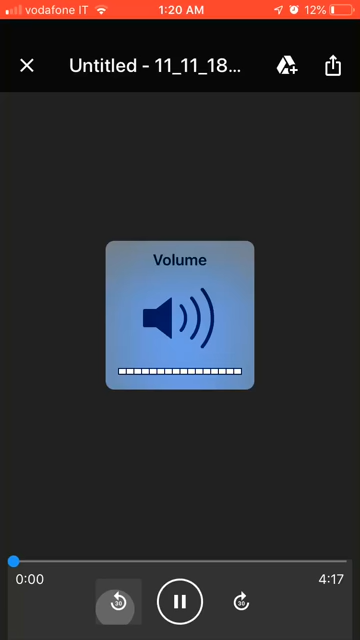 vodafone IT 1:20 AM 12%
Untitled - 11_11_18...
Volume
0:00 4:17
30 30